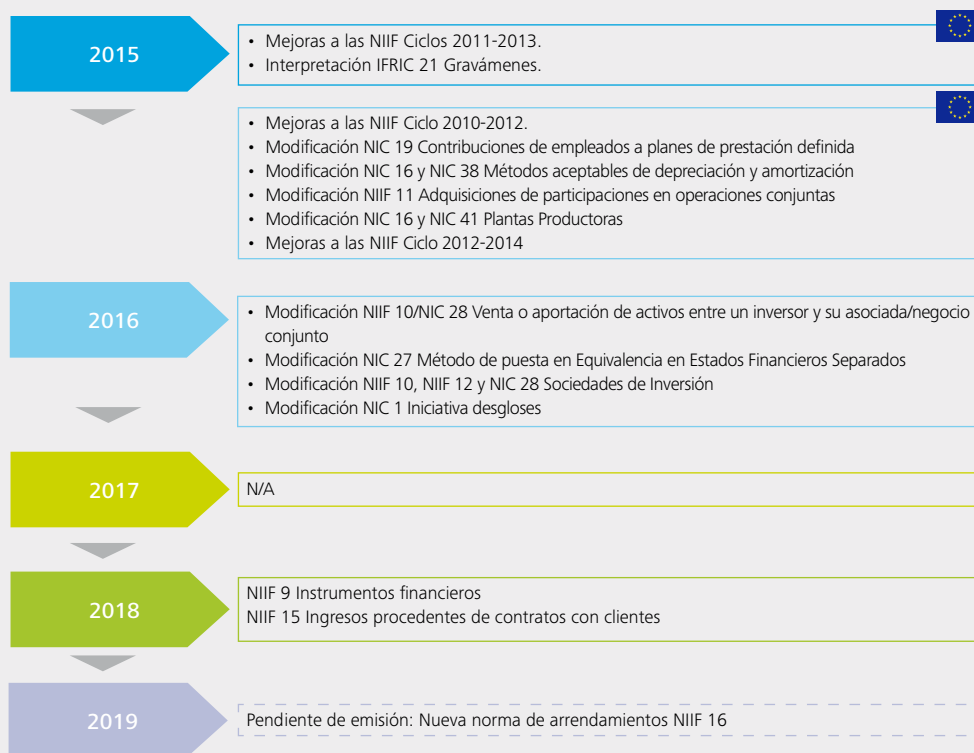 2015
• Mejoras a las NIIF Ciclos 2011-2013.
• Interpretación IFRIC 21 Gravámenes.
• Mejoras a las NIIF Ciclo 2010-2012.
• Modificación NIC 19 Contribuciones de empleados a planes de prestación definida
• Modificación NIC 16 y NIC 38 Métodos aceptables de depreciación y amortización
• Modificación NIIF 11 Adquisiciones de participaciones en operaciones conjuntas
• Modificación NIC 16 y NIC 41 Plantas Productoras
• Mejoras a las NIIF Ciclo 2012-2014
2016
• Modificación NIIF 10/NIC 28 Venta o aportación de activos entre un inversor y su asociada/negocio
conjunto
• Modificación NIC 27 Método de puesta en Equivalencia en Estados Financieros Separados
• Modificación NIIF 10, NIIF 12 y NIC 28 Sociedades de Inversión
• Modificación NIC 1 Iniciativa desgloses
2017
N/A
2018
NIIF 9 Instrumentos financieros
NIIF 15 Ingresos procedentes de contratos con clientes
2019
Pendiente de emisión: Nueva norma de arrendamientos NIIF 16